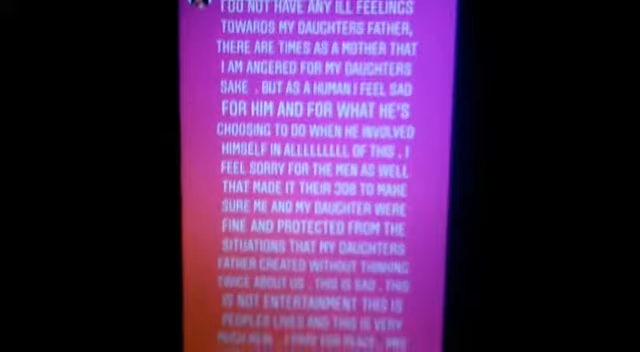 I DO NOT HAVE ANY ILL FEELINGS
TOWARDS MY DAUGHTERS FATHER,
THERE ARE TIMES AS A MOTHER THAT
I AM ANGERED FOR MY DAUGHTERS
SAKE . BUT AS A HUMAN I FEEL SAD
FOR HIM AND FOR WHAT HE'S
CHOOSING TO DO WHEN HE INVOLVED
HIMSELF IN ALLLLLLLLL OF THIS . I
FEEL SORRY FOR THE MEN AS WELL
THAT MADE IT THEIR JOB TO MAKE
SURE ME AND MY DAUGHTER WERE
FINE AND PROTECTED FROM THE
SITUATIONS THAT MY DAUGHTERS
FATHER CREATED WITHOUT THINKING
TWICE ABOUT US . THIS IS SAD . THIS
IS NOT ENTERTAINMENT THIS IS
PEOPLES LIVES AND THIS IS VERY
MUCH REAL . I PRAY FOR PEACE